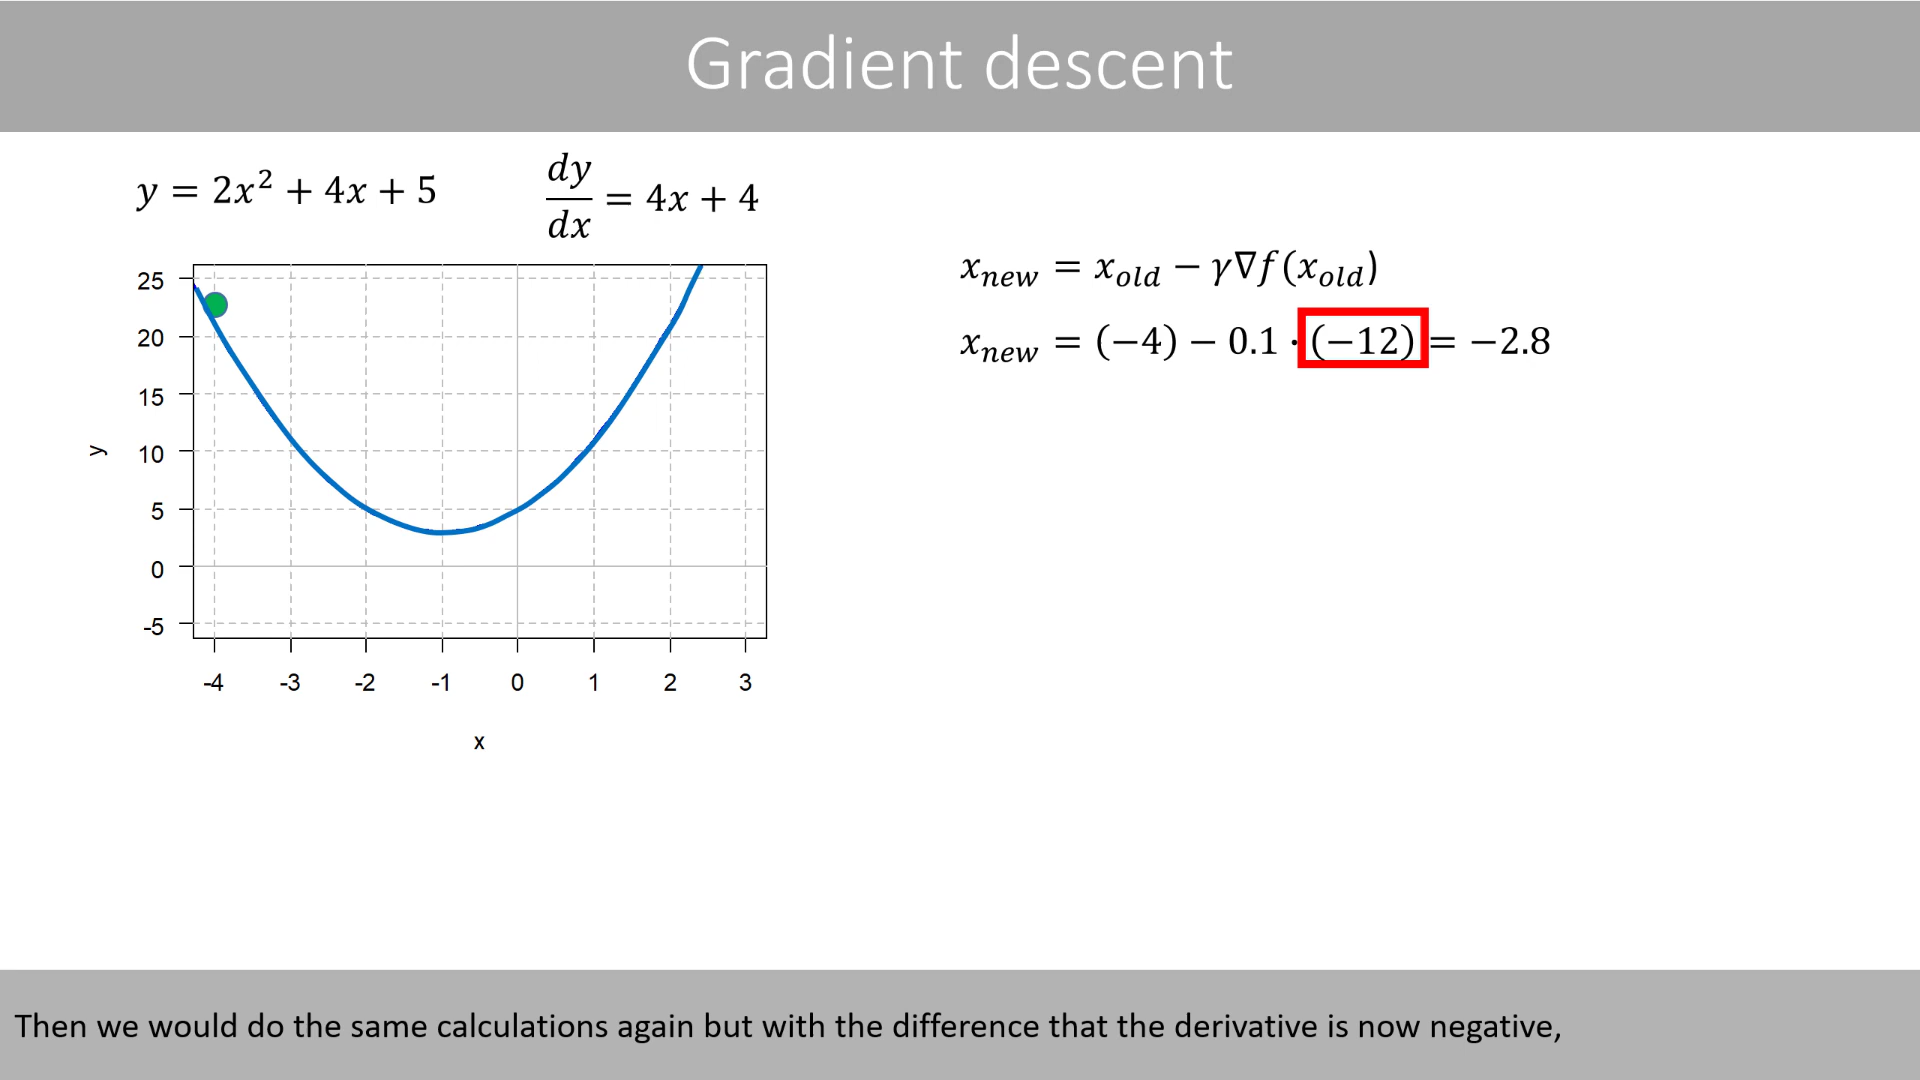 Gradient descent
y = 2x² + 4x + 5
dy/dx = 4x + 4
x_new = x_old − γ∇f(x_old)
x_new = (−4) − 0.1 · (−12) = −2.8
25
20
15
10
5
0
-5
y
-4 -3 -2 -1 0 1 2 3
x
Then we would do the same calculations again but with the difference that the derivative is now negative,